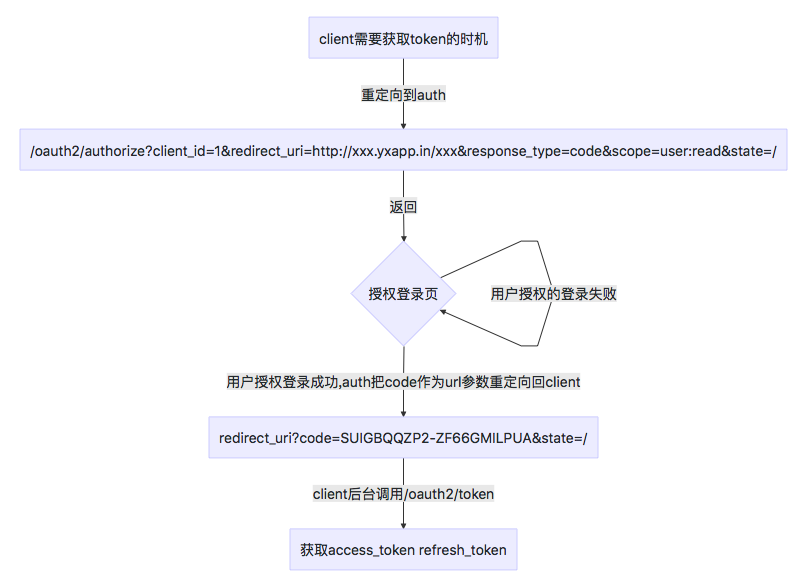 client需要获取token的时机
重定向到auth
/oauth2/authorize?client_id=1&redirect_uri=http://xxx.yxapp.in/xxx&response_type=code&scope=user:read&state=/
返回
授权登录页
用户授权的登录失败
用户授权登录成功,auth把code作为url参数重定向回client
redirect_uri?code=SUIGBQQZP2-ZF66GMILPUA&state=/
client后台调用/oauth2/token
获取access_token refresh_token